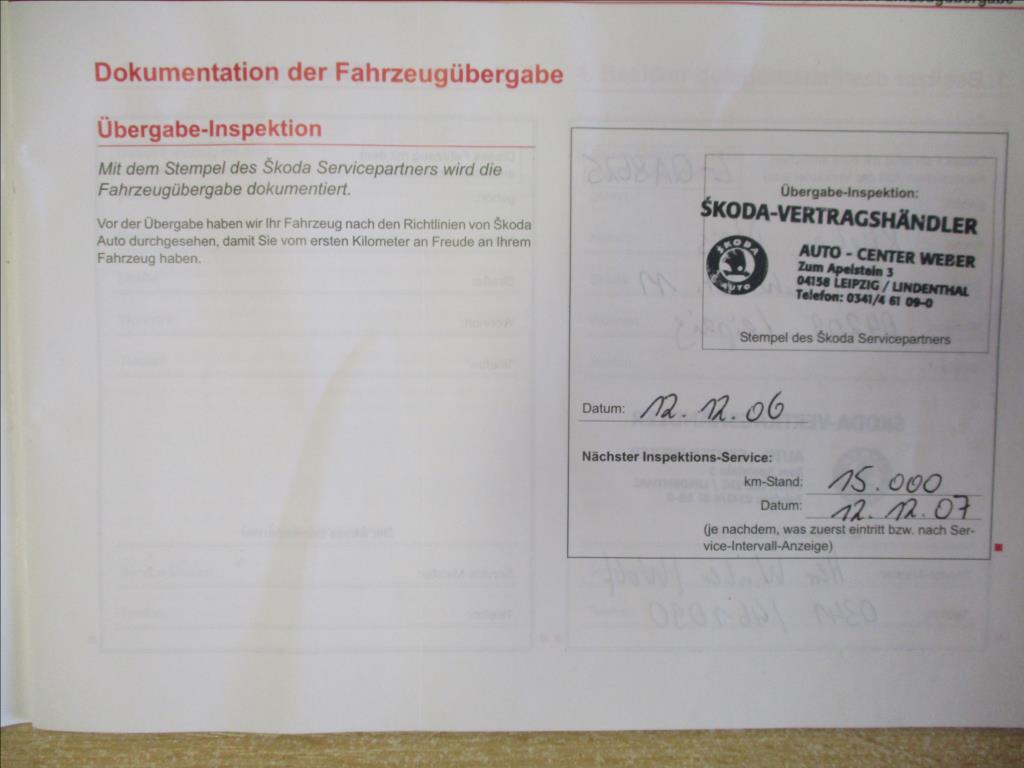 Dokumentation der Fahrzeugübergabe
Übergabe-Inspektion
Mit dem Stempel des Škoda Servicepartners wird die
Fahrzeugübergabe dokumentiert.
Vor der Übergabe haben wir Ihr Fahrzeug nach den Richtlinien von Škoda
Auto durchgesehen, damit Sie vom ersten Kilometer an Freude an Ihrem
Fahrzeug haben.
Übergabe-Inspektion:
ŠKODA-VERTRAGSHÄNDLER
ŠKODA
AUTO
AUTO - CENTER WEBER
Zum Apelstein 3
04158 LEIPZIG / LINDENTHAL
Telefon: 0341/4 61 09-0
Stempel des Škoda Servicepartners
Datum: 12.12.06
Nächster Inspektions-Service:
km-Stand: 15.000
Datum: 12.12.07
(je nachdem, was zuerst eintritt bzw. nach Ser-
vice-Intervall-Anzeige)